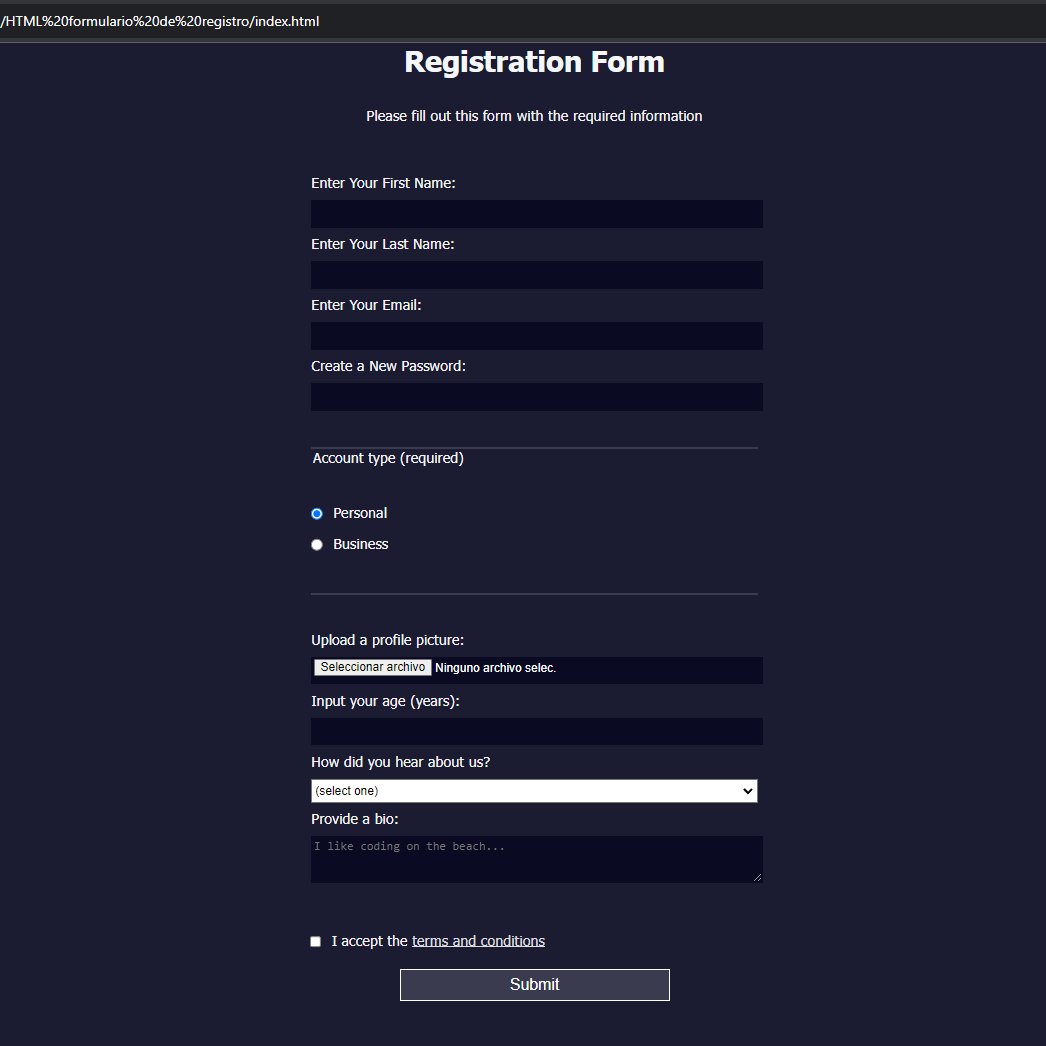 /HTML%20formulario%20de%20registro/index.html
Registration Form
Please fill out this form with the required information
Enter Your First Name:
Enter Your Last Name:
Enter Your Email:
Create a New Password:
Account type (required)
Personal
Business
Upload a profile picture:
Seleccionar archivo Ninguno archivo selec.
Input your age (years):
How did you hear about us?
(select one)
Provide a bio:
I like coding on the beach...
I accept the terms and conditions
Submit